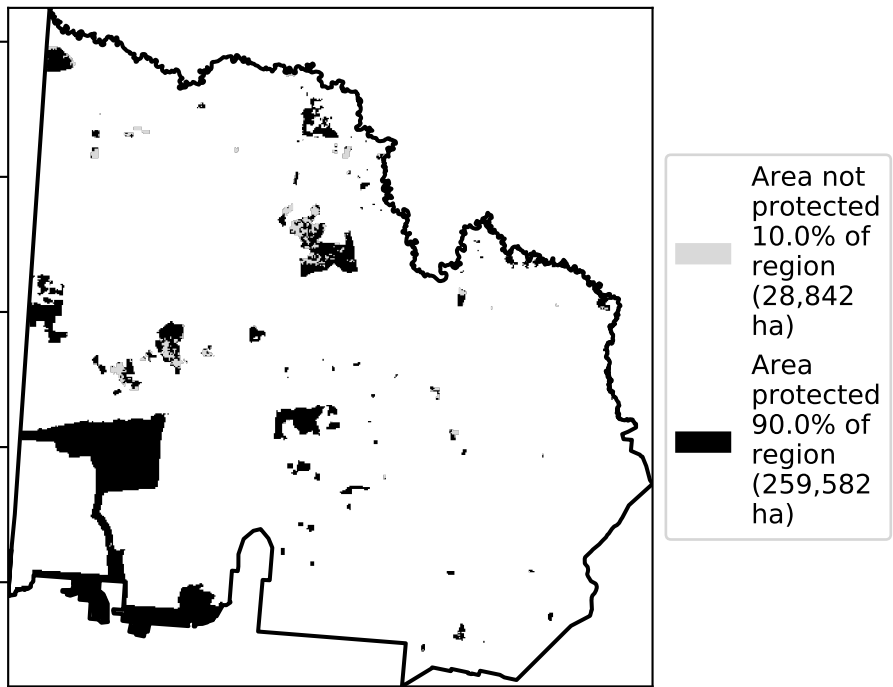 Area not
protected
10.0% of
region
(28,842
ha)
Area
protected
90.0% of
region
(259,582
ha)